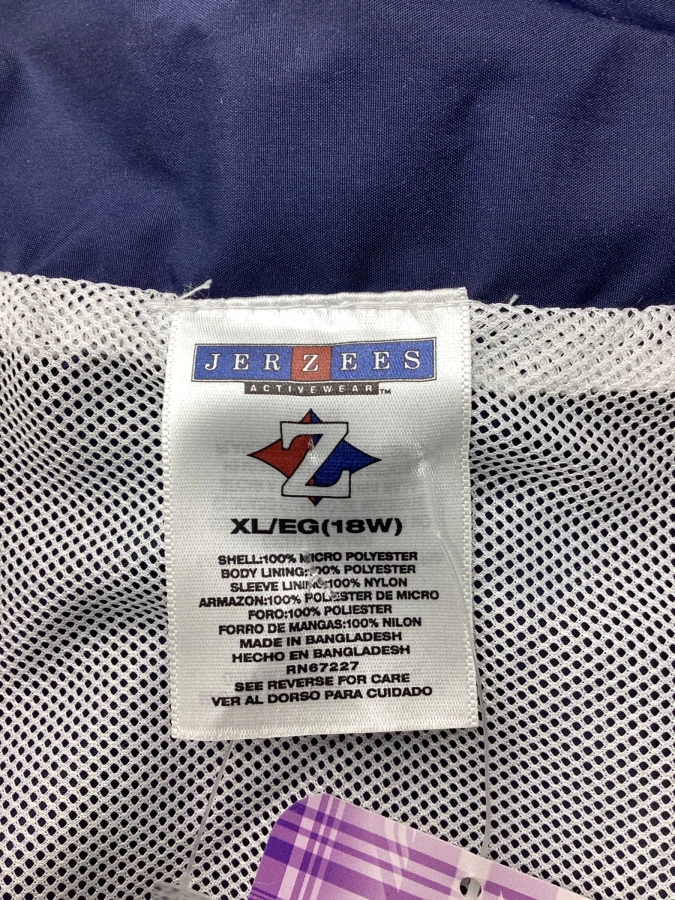 JERZEES
ACTIVEWEAR™
Z
XL/EG(18W)
SHELL:100% MICRO POLYESTER
BODY LINING:100% POLYESTER
SLEEVE LINING:100% NYLON
ARMAZON:100% POLIESTER DE MICRO
FORO:100% POLIESTER
FORRO DE MANGAS:100% NILON
MADE IN BANGLADESH
HECHO EN BANGLADESH
RN67227
SEE REVERSE FOR CARE
VER AL DORSO PARA CUIDADO